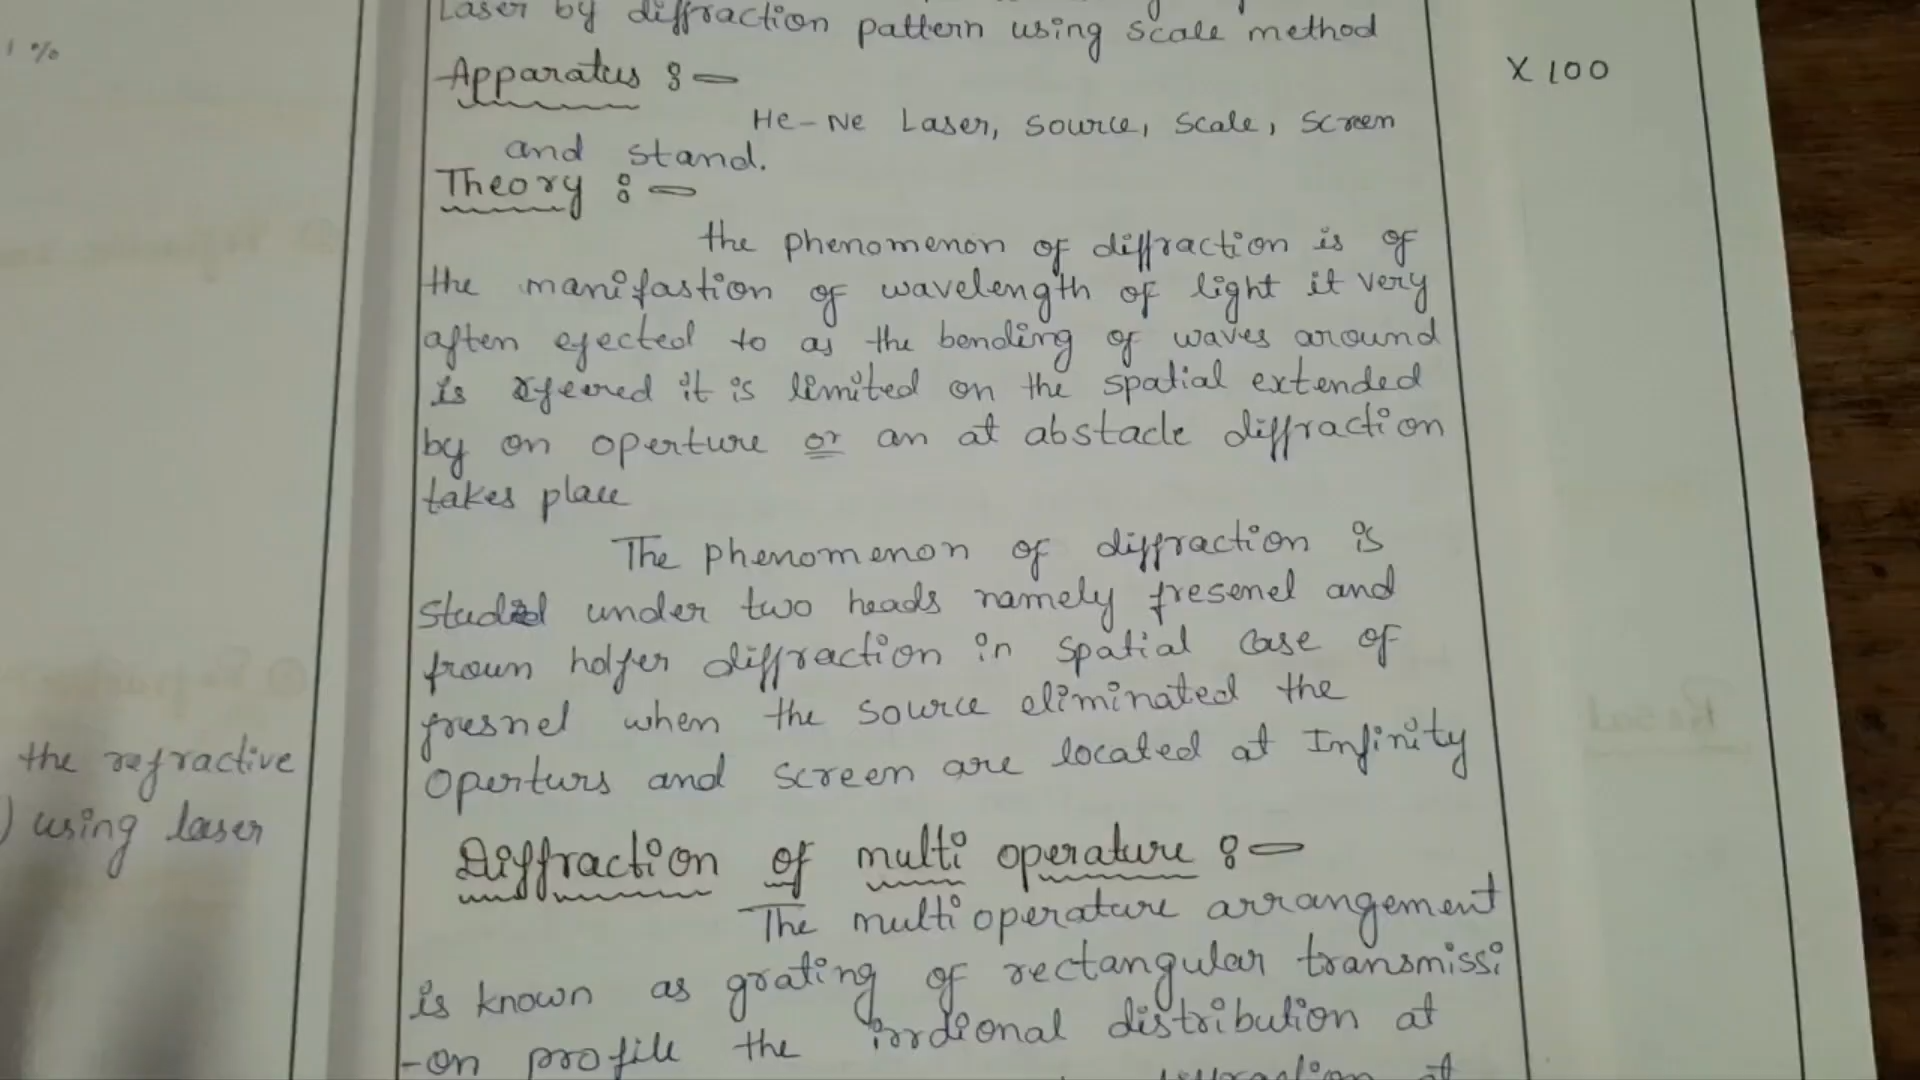 1 %
Laser by diffraction pattern using scale method
Apparatus :-
X 100
He-Ne Laser, source, scale, screen
and stand.
Theory :-
the phenomenon of diffraction is of
the manifastion of wavelength of light it very
aften efected to as the bending of waves around
is efeered it is limited on the spatial extended
by on operture or an at abstacle diffraction
takes place
The phenomenon of diffraction is
studied under two heads namely fresenel and
froun holfer diffraction in spatial case of
fresnel when the source eliminated the
operturs and screen are located at Infinity
the refractive
) using laser
Diffraction of multi operature :-
The multi operature arrangement
is known as grating of rectangular transmissi
-on profile the irrdional distribution at
diffraction at